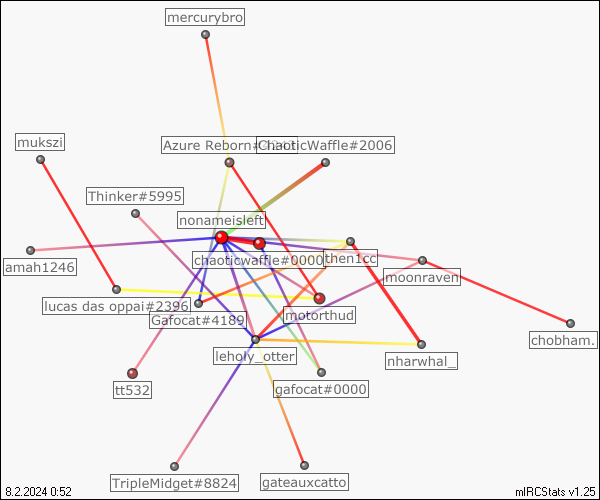 mercurybro
mukszi
Azure Reborn#
ChaoticWaffle#2006
Thinker#5995
nonameisleft
amah1246
chaoticwaffle#0000
then1cc
moonraven
lucas das oppai#2396
Gafocat#4189
motorthud
chobham.
leholy_otter
nharwhal_
tt532
gafocat#0000
TripleMidget#8824
gateauxcatto
8.2.2024 0:52
mIRCStats v1.25